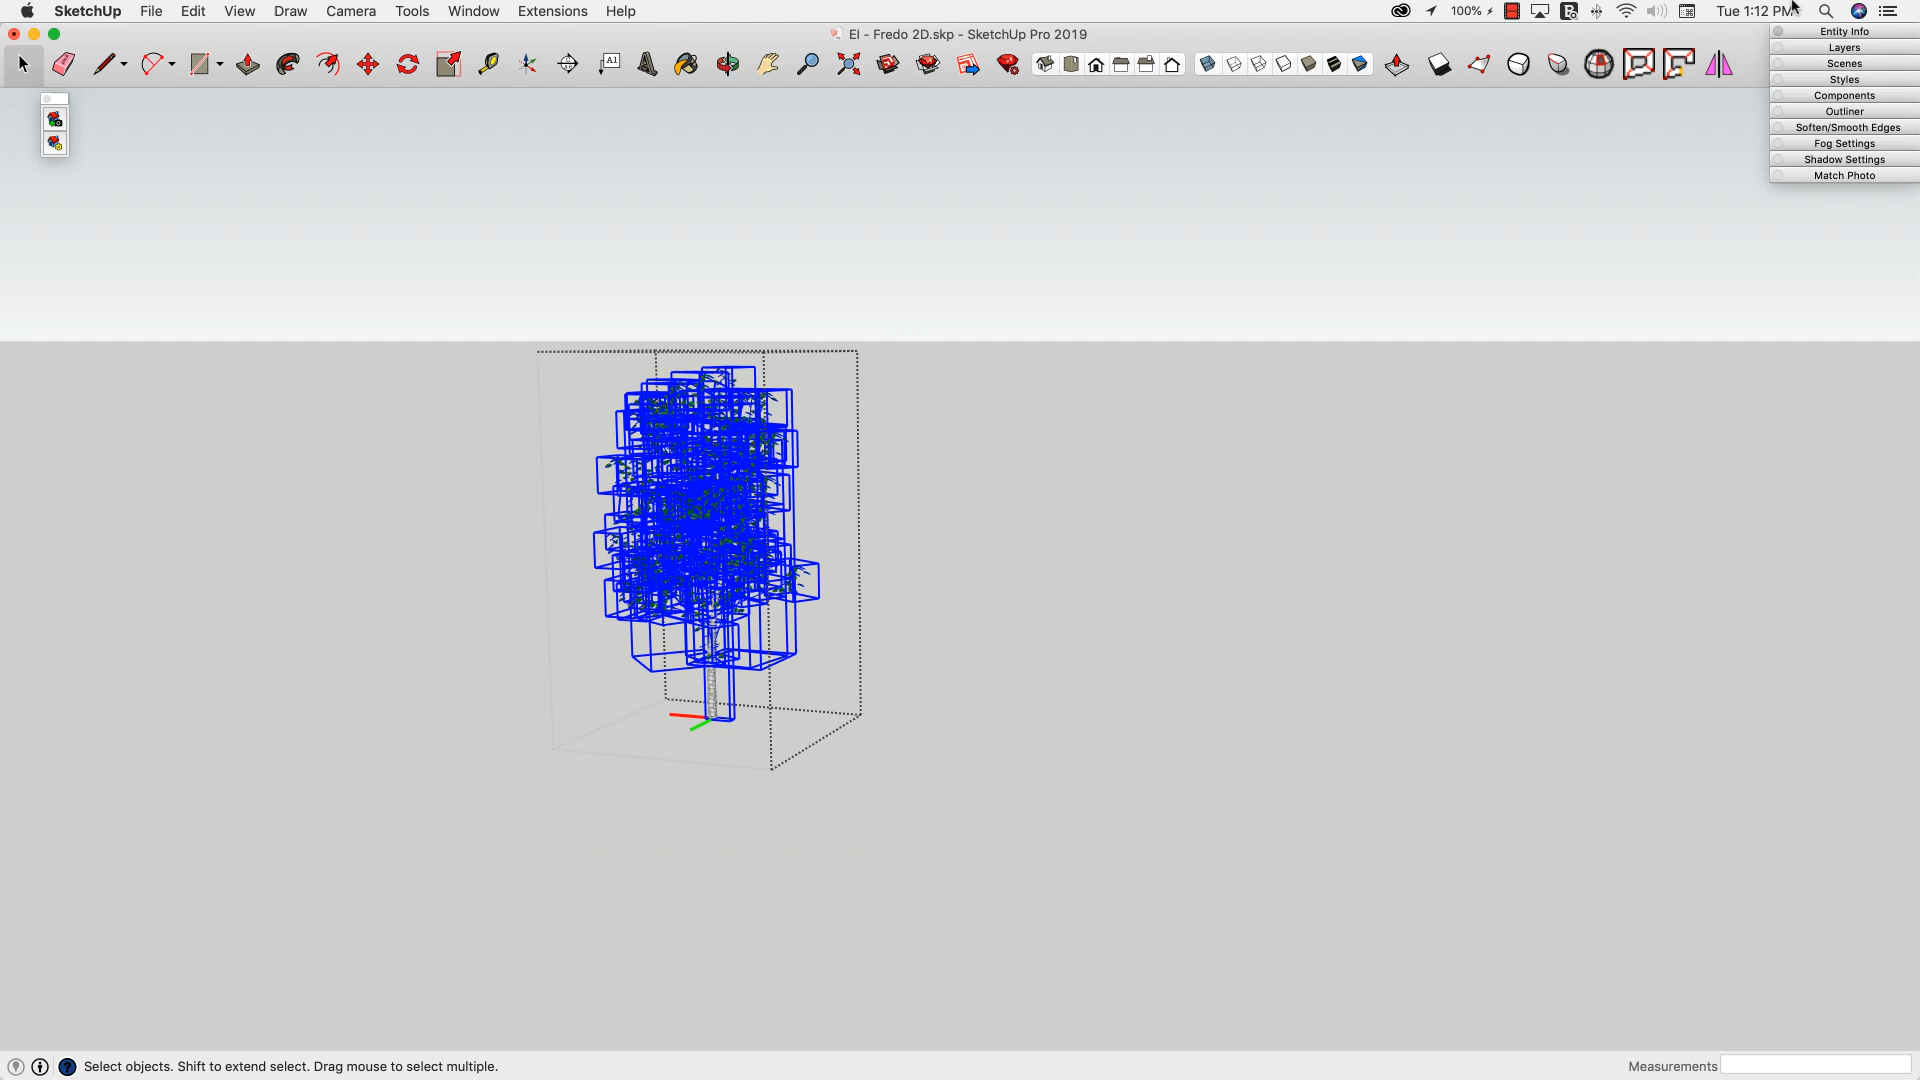 SketchUp File Edit View Draw Camera Tools Window Extensions Help 100% Tue 1:12 PM
EI - Fredo 2D.skp - SketchUp Pro 2019
A1
Entity Info
Layers
Scenes
Styles
Components
Outliner
Soften/Smooth Edges
Fog Settings
Shadow Settings
Match Photo
Select objects. Shift to extend select. Drag mouse to select multiple.
Measurements